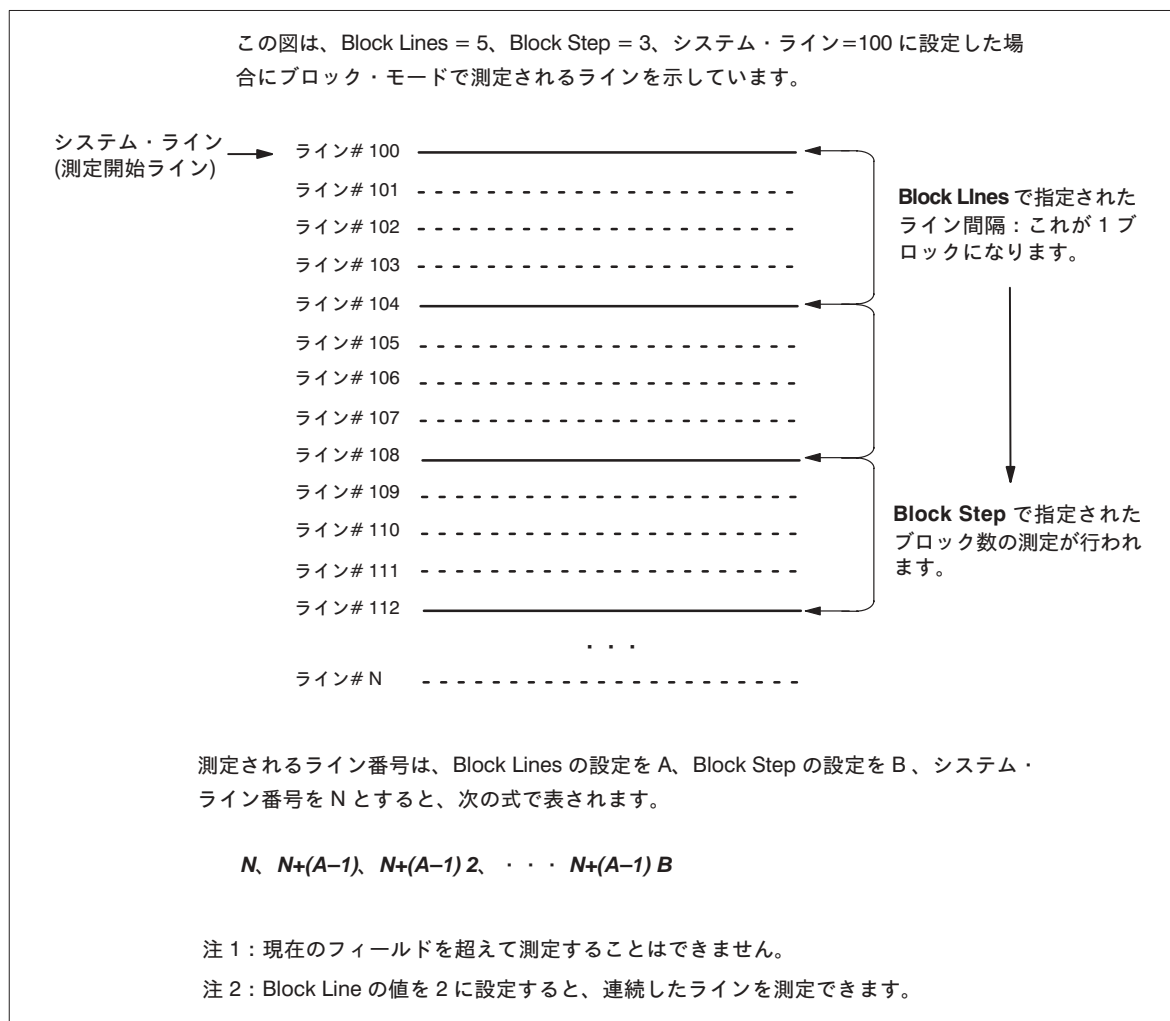 この図は、Block Lines = 5、Block Step = 3、システム・ライン=100 に設定した場
合にブロック・モードで測定されるラインを示しています。
システム・ライン
(測定開始ライン)
ライン# 100
ライン# 101
ライン# 102
ライン# 103
ライン# 104
ライン# 105
ライン# 106
ライン# 107
ライン# 108
ライン# 109
ライン# 110
ライン# 111
ライン# 112
・・・
ライン# N
Block LInes で指定された
ライン間隔：これが 1 ブ
ロックになります。
Block Step で指定された
ブロック数の測定が行われ
ます。
測定されるライン番号は、Block Lines の設定を A、Block Step の設定を B 、システム・
ライン番号を N とすると、次の式で表されます。
N、N+(A–1)、N+(A–1) 2、・・・ N+(A–1) B
注 1：現在のフィールドを超えて測定することはできません。
注 2：Block Line の値を 2 に設定すると、連続したラインを測定できます。